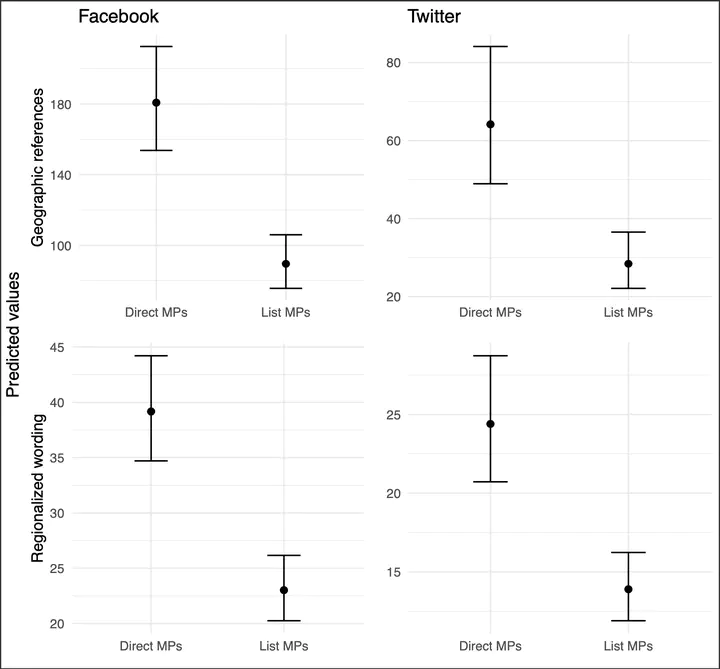 Facebook
Twitter
Predicted values
Geographic references
180
140
100
Direct MPs
List MPs
80
60
40
20
Direct MPs
List MPs
Regionalized wording
45
40
35
30
25
20
Direct MPs
List MPs
25
20
15
Direct MPs
List MPs